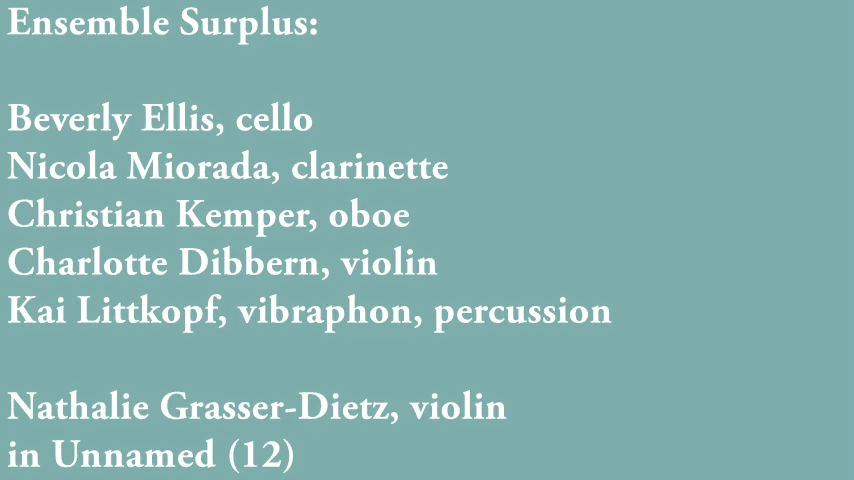 Ensemble Surplus:
Beverly Ellis, cello
Nicola Miorada, clarinette
Christian Kemper, oboe
Charlotte Dibbern, violin
Kai Littkopf, vibraphon, percussion
Nathalie Grasser-Dietz, violin
in Unnamed (12)